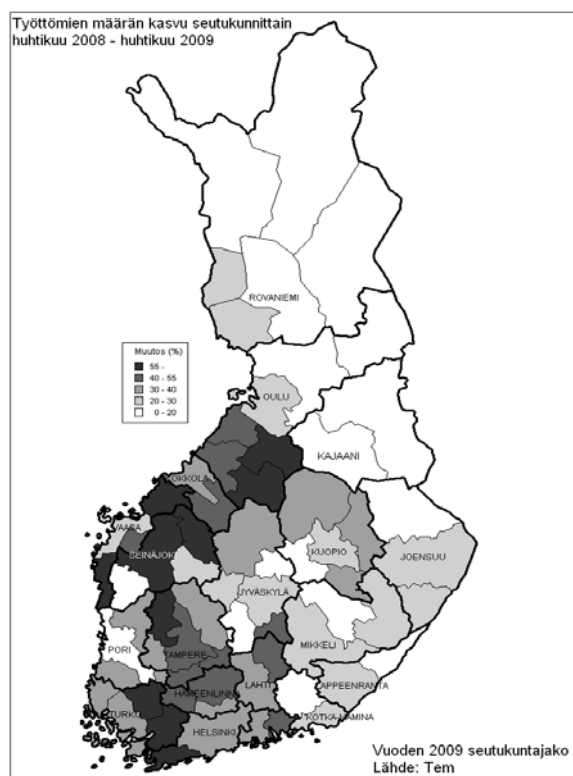 Työttömien määrän kasvu seutukunnittain
huhtikuu 2008 - huhtikuu 2009
ROVANIEMI
Muutos (%)
55 -
40 - 55
30 - 40
20 - 30
0 - 20
OULU
KAJAANI
KOKKOLA
VAASA
SEINÄJOKI
KUOPIO
JOENSUU
JYVÄSKYLÄ
MIKKELI
PORI
TAMPERE
LAPPEENRANTA
HÄMEENLINNA
LAHTI
TURKU
KOTKA-HAMINA
HELSINKI
Vuoden 2009 seutukuntajako
Lähde: Tem